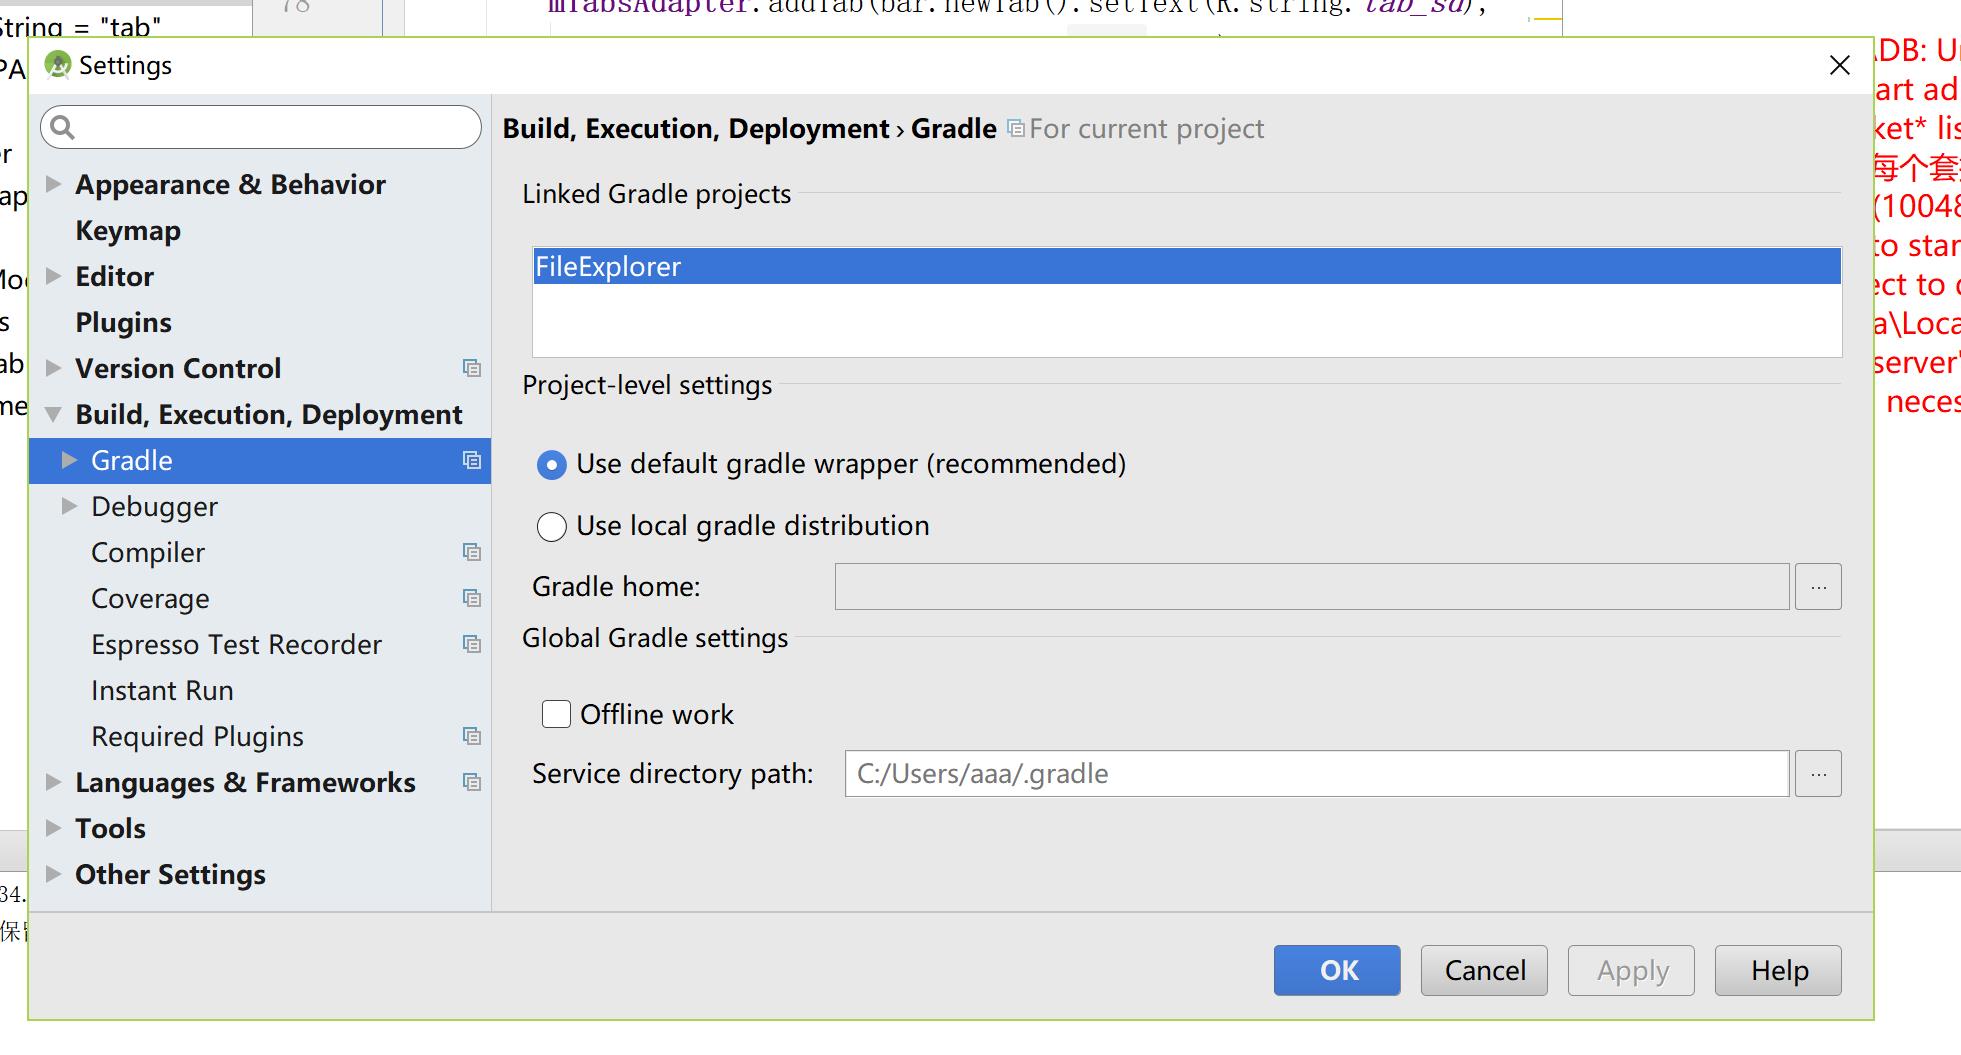 78
mTabsAdapter.addTab(bar.newTab().setText(R.string.tab_sd),
String = "tab"
Settings
Build, Execution, Deployment › Gradle For current project
Appearance & Behavior
Keymap
Editor
Plugins
Version Control
Build, Execution, Deployment
Gradle
Debugger
Compiler
Coverage
Espresso Test Recorder
Instant Run
Required Plugins
Languages & Frameworks
Tools
Other Settings
Linked Gradle projects
FileExplorer
Project-level settings
Use default gradle wrapper (recommended)
Use local gradle distribution
Gradle home:
...
Global Gradle settings
Offline work
Service directory path: C:/Users/aaa/.gradle
...
OK Cancel Apply Help
ADB: U
art ad
ket* lis
每个套
(10048
to star
ect to
a\Loca
server'
neces
34.
保